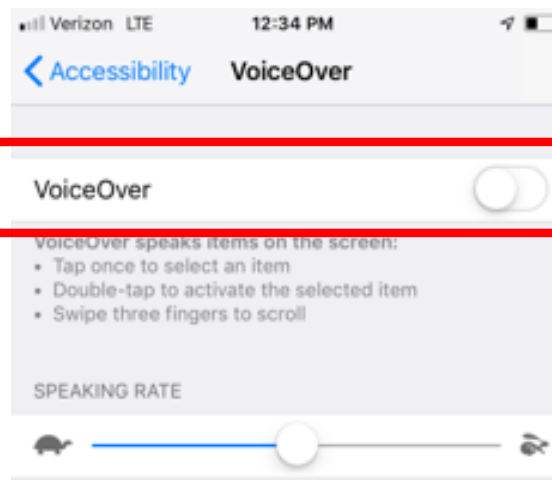 Verizon LTE 12:34 PM
Accessibility VoiceOver
VoiceOver
VoiceOver speaks items on the screen:
• Tap once to select an item
• Double-tap to activate the selected item
• Swipe three fingers to scroll
SPEAKING RATE